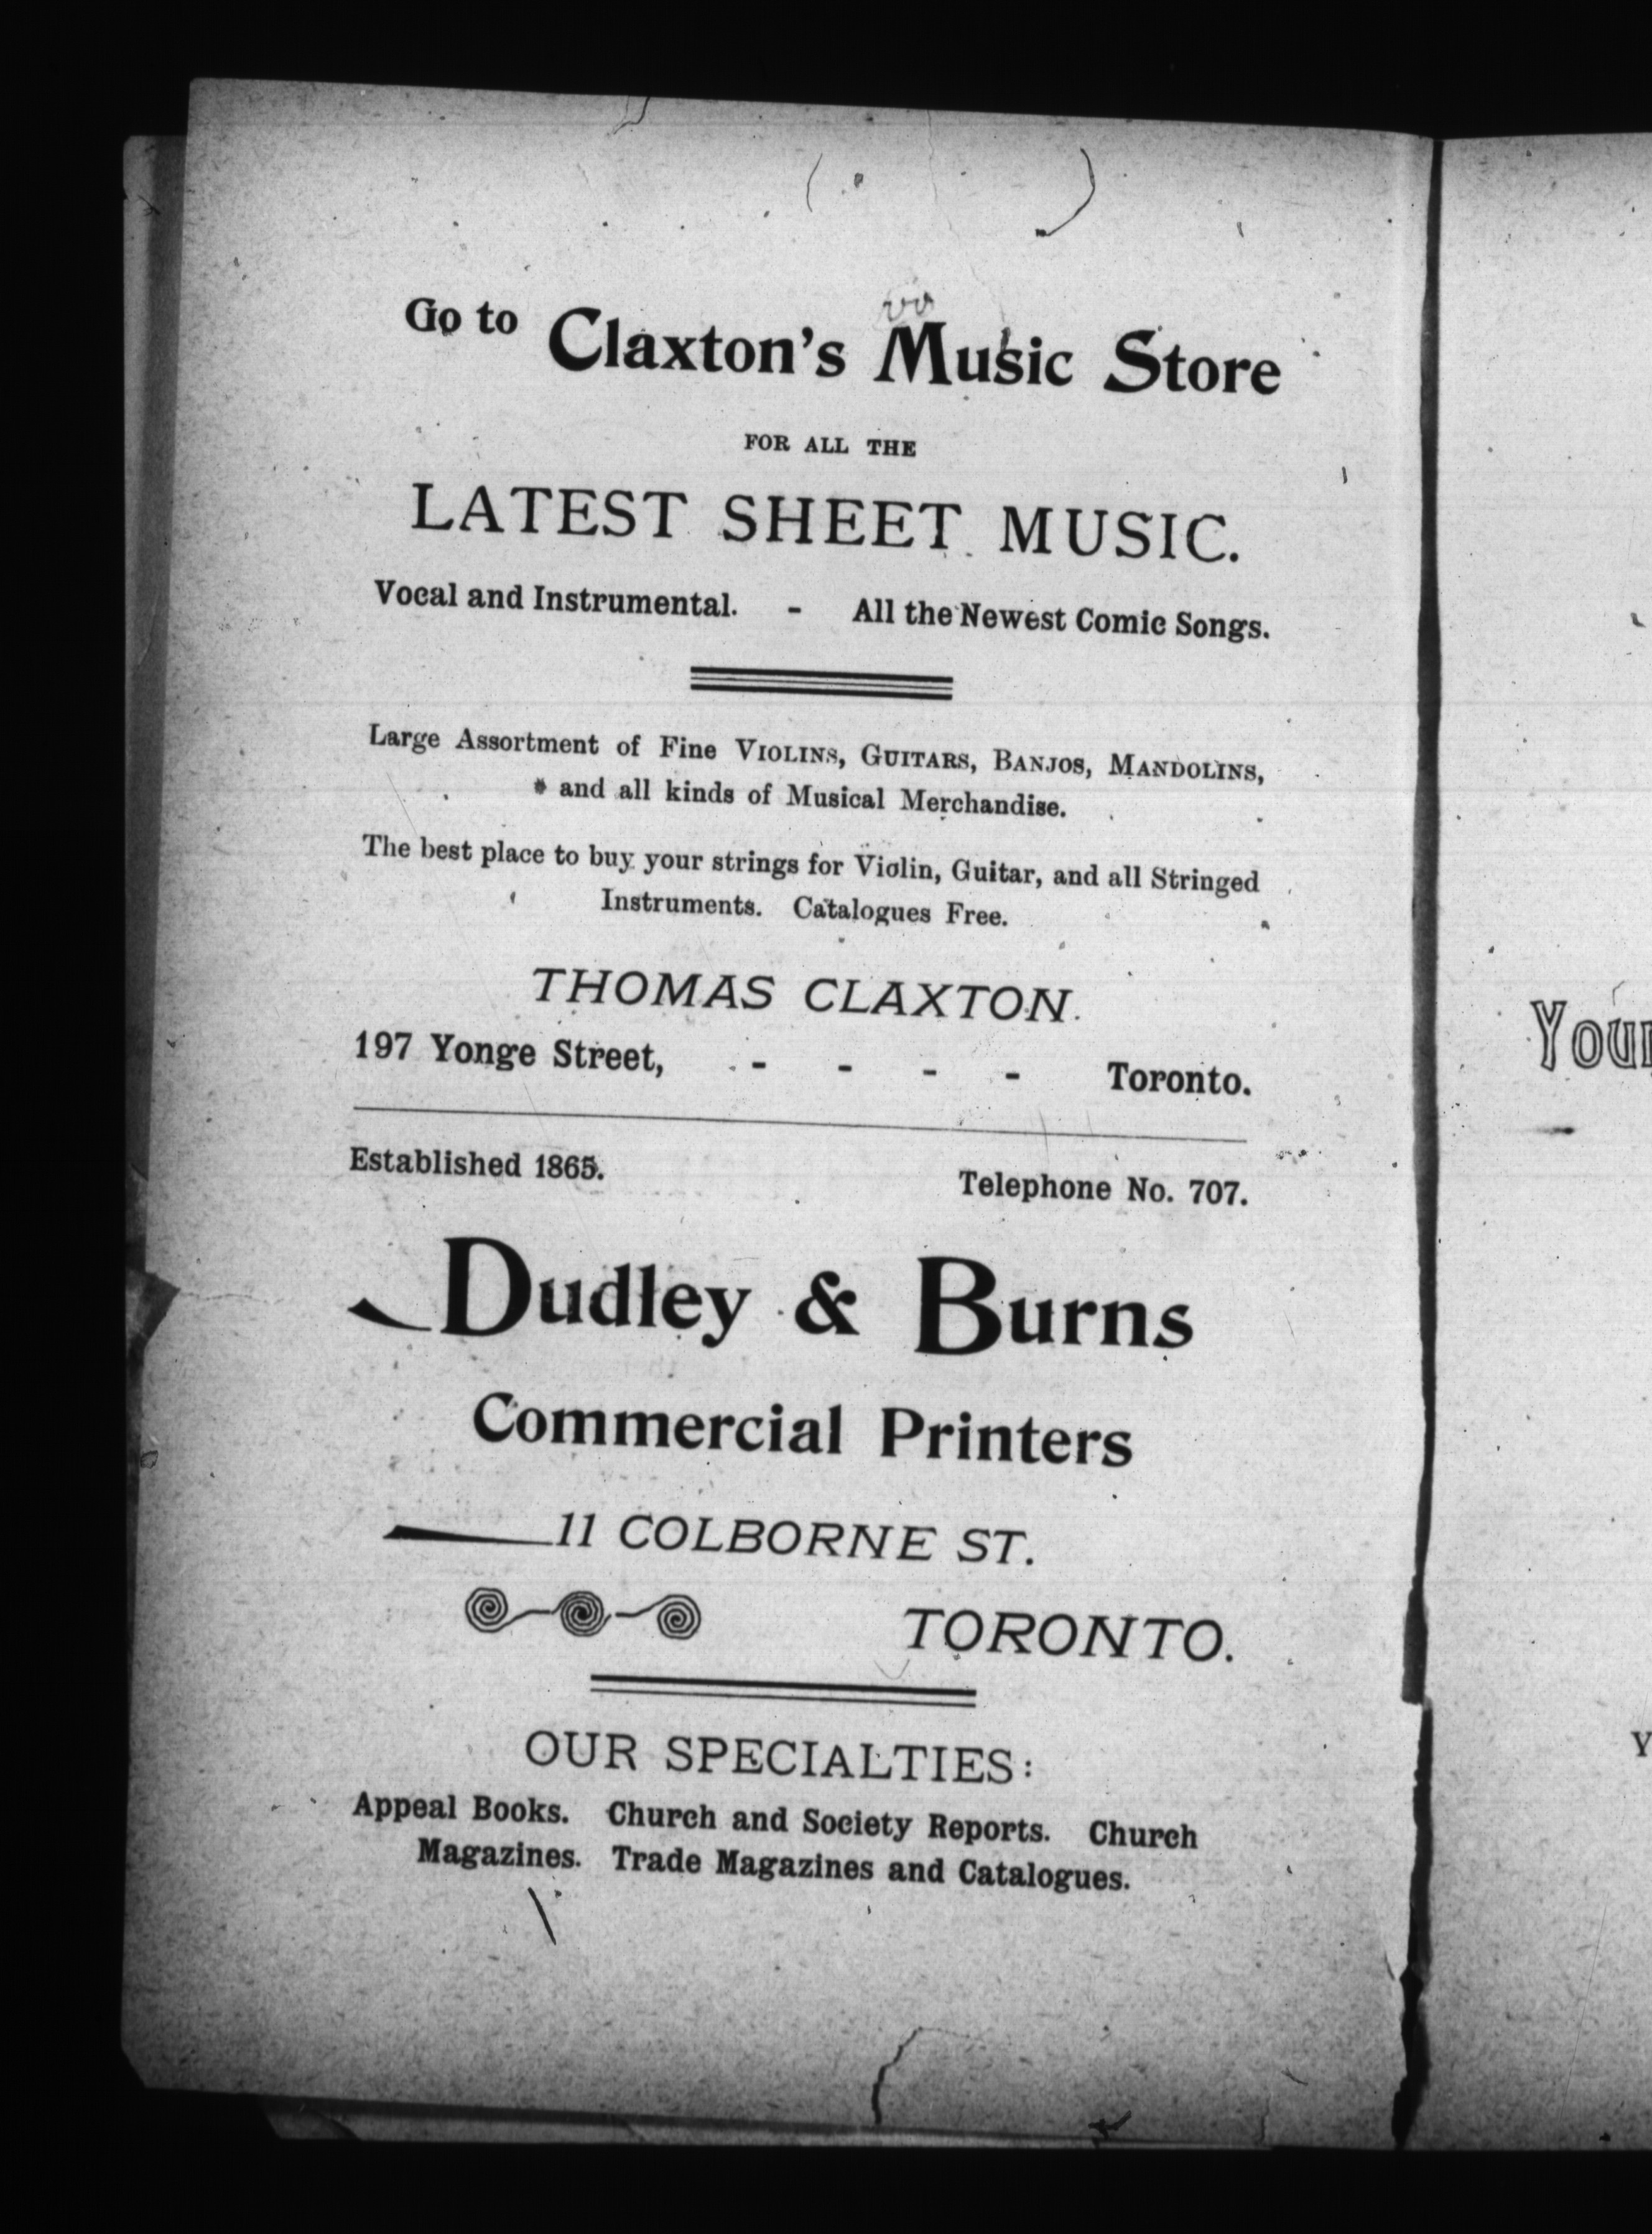 Go to Claxton's Music Store
FOR ALL THE
LATEST SHEET MUSIC.
Vocal and Instrumental. - All the Newest Comic Songs.
Large Assortment of Fine VIOLINS, GUITARS, BANJOS, MANDOLINS,
and all kinds of Musical Merchandise.
The best place to buy your strings for Violin, Guitar, and all Stringed
Instruments. Catalogues Free.
THOMAS CLAXTON.
197 Yonge Street, - - - - Toronto.
Established 1865. Telephone No. 707.
Dudley & Burns
Commercial Printers
11 COLBORNE ST.
TORONTO.
OUR SPECIALTIES:
Appeal Books. Church and Society Reports. Church
Magazines. Trade Magazines and Catalogues.